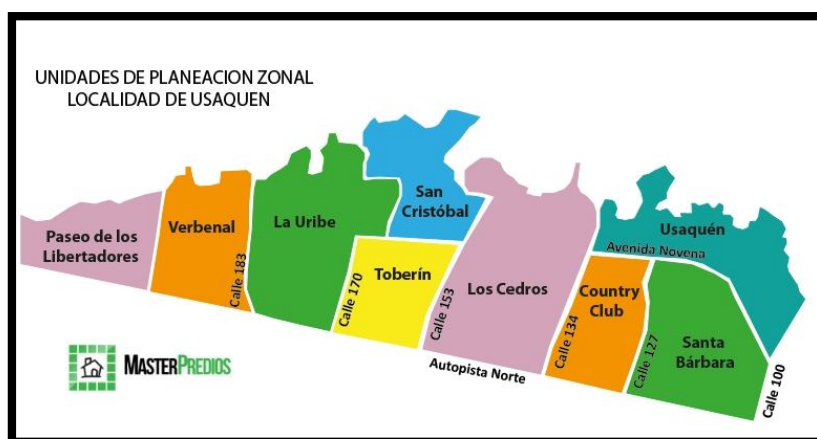 UNIDADES DE PLANEACION ZONAL
LOCALIDAD DE USAQUEN
Paseo de los
Libertadores
Verbenal
Calle 183
La Uribe
San
Cristóbal
Calle 170
Toberín
Calle 153
Los Cedros
Usaquén
Avenida Novena
Calle 134
Country
Club
Calle 127
Santa
Bárbara
Calle 100
Autopista Norte
MASTERPREDIOS